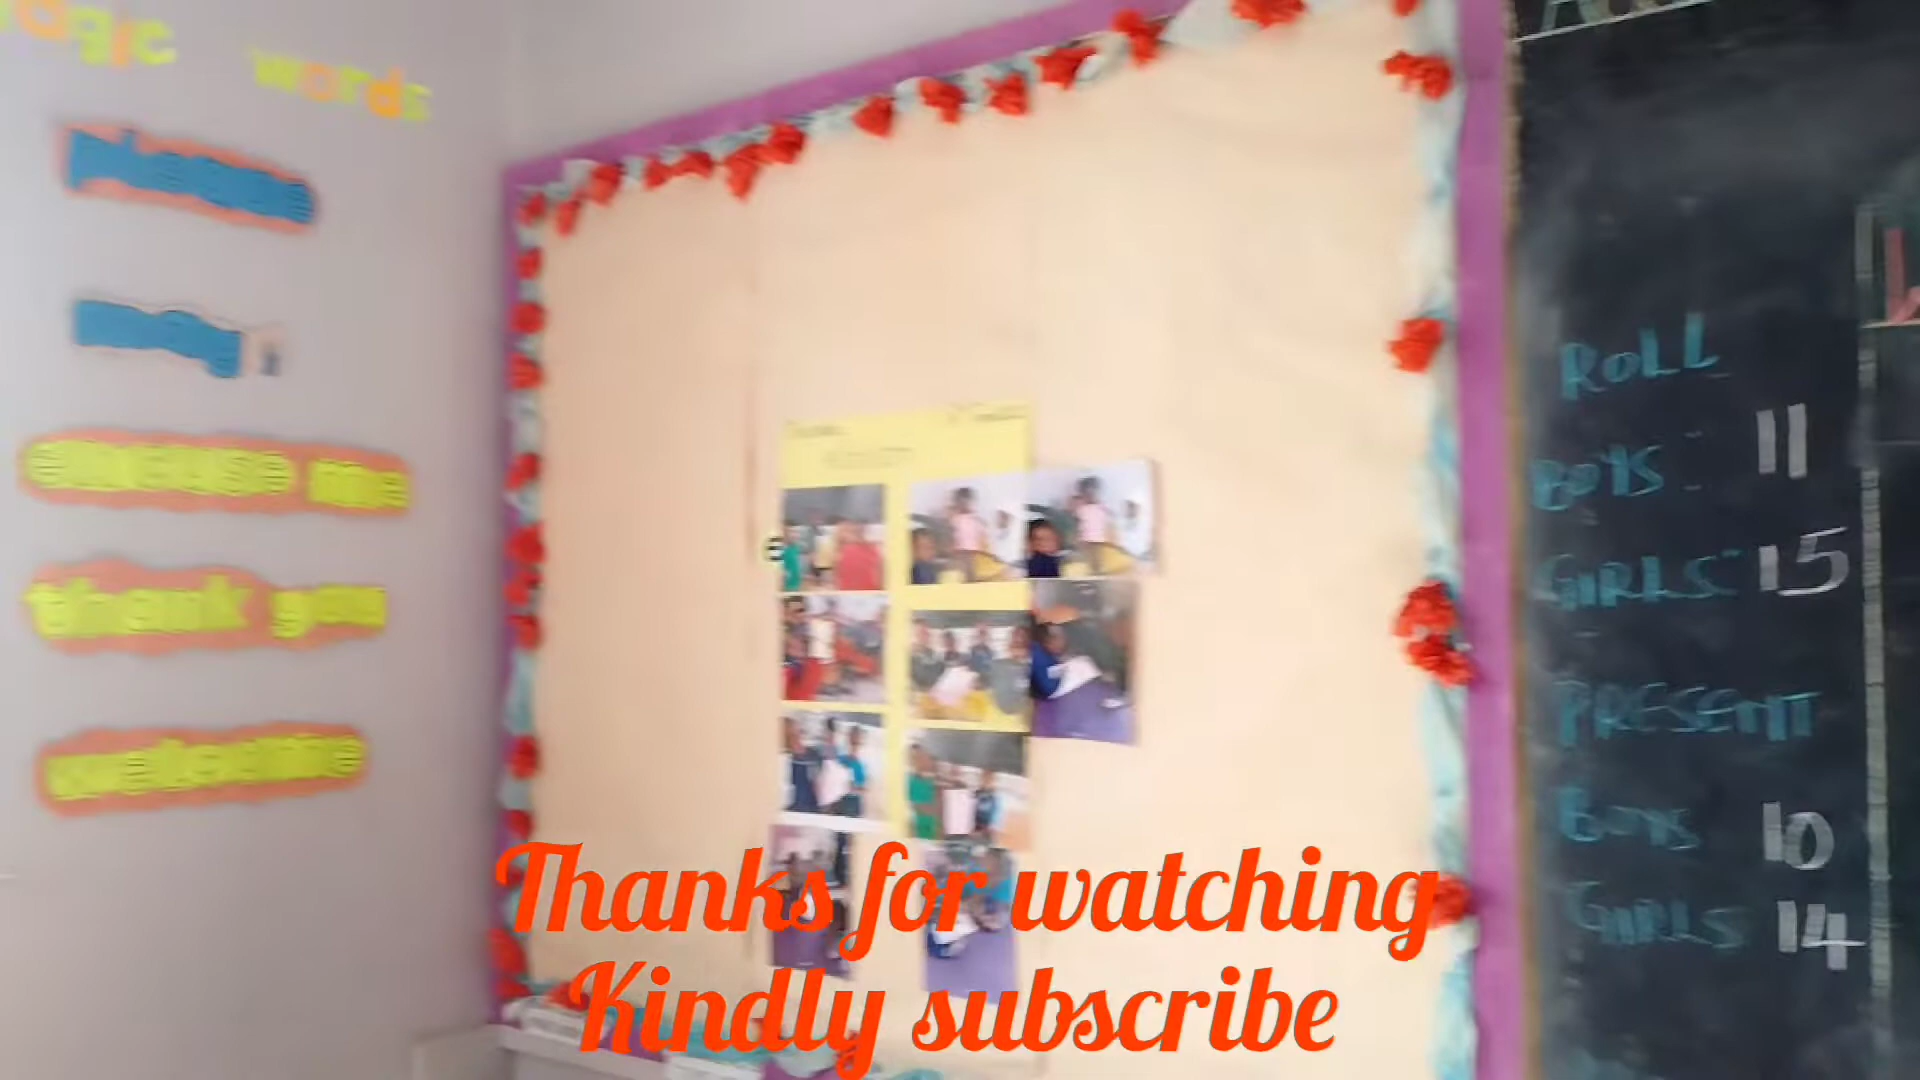 magic words
please
excuse me
thank you
welcome
ROLL
BOYS: 11
GIRLS 15
PRESENT
BOYS 10
GIRLS 14
Thanks for watching
Kindly subscribe